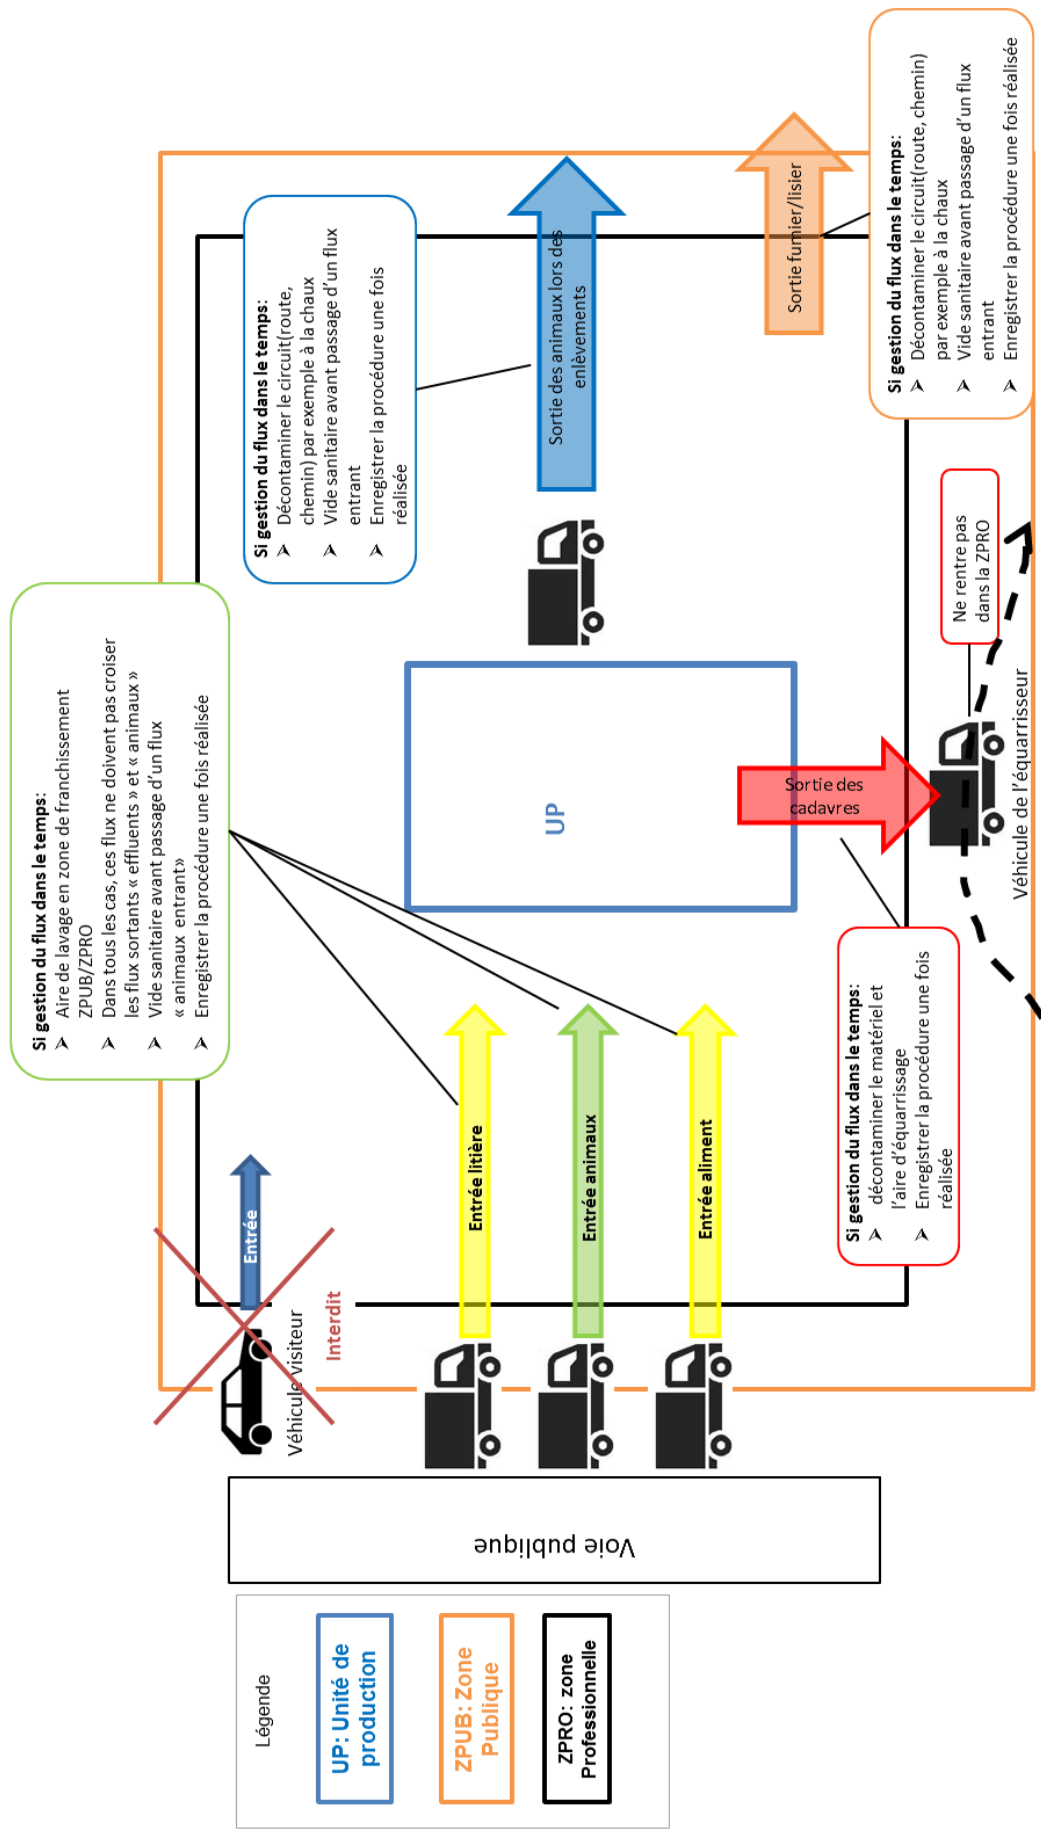 Si gestion du flux dans le temps:
➢ Aire de lavage en zone de franchissement
ZPUB/ZPRO
➢ Dans tous les cas, ces flux ne doivent pas croiser
les flux sortants « effluents » et « animaux »
➢ Vide sanitaire avant passage d'un flux
« animaux entrant»
➢ Enregistrer la procédure une fois réalisée
Si gestion du flux dans le temps:
➢ Décontaminer le circuit(route,
chemin) par exemple à la chaux
➢ Vide sanitaire avant passage d'un flux
entrant
➢ Enregistrer la procédure une fois
réalisée
Entrée
Véhicule visiteur
Interdit
Entrée litière
Entrée animaux
Entrée aliment
UP
Sortie des animaux lors des
enlèvements
Sortie fumier/lisier
Sortie des
cadavres
Si gestion du flux dans le temps:
➢ décontaminer le matériel et
l'aire d'équarrissage
➢ Enregistrer la procédure une fois
réalisée
Si gestion du flux dans le temps:
➢ Décontaminer le circuit(route, chemin)
par exemple à la chaux
➢ Vide sanitaire avant passage d'un flux
entrant
➢ Enregistrer la procédure une fois réalisée
Ne rentre pas
dans la ZPRO
Véhicule de l'équarrisseur
Voie publique
Légende
UP: Unité de
production
ZPUB: Zone
Publique
ZPRO: zone
Professionnelle